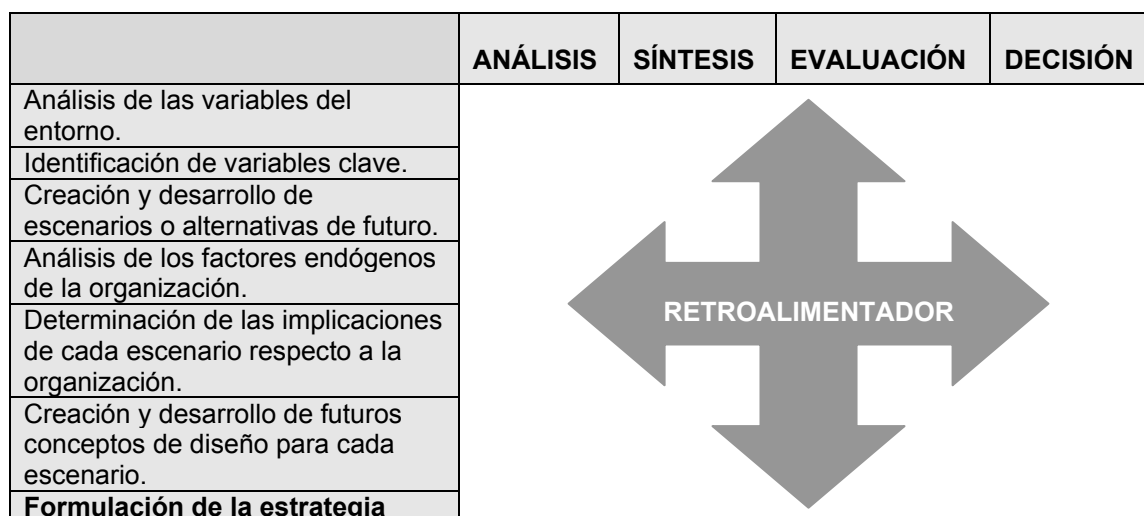 ANÁLISIS SÍNTESIS EVALUACIÓN DECISIÓN
Análisis de las variables del
entorno.
Identificación de variables clave.
Creación y desarrollo de
escenarios o alternativas de futuro.
Análisis de los factores endógenos
de la organización.
Determinación de las implicaciones
de cada escenario respecto a la
organización.
Creación y desarrollo de futuros
conceptos de diseño para cada
escenario.
Formulación de la estrategia
RETROALIMENTADOR